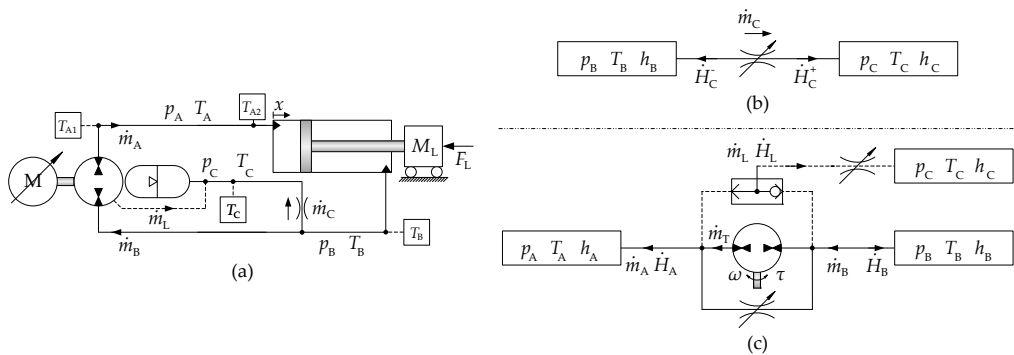 ṁ_C
p_B T_B h_B
Ḣ_C^-
Ḣ_C^+
p_C T_C h_C
(b)
T_A1
ṁ_A
p_A T_A
T_A2
x
M_L
F_L
M
p_C T_C
T_C
ṁ_L
ṁ_C
ṁ_B
p_B T_B
T_B
(a)
ṁ_L Ḣ_L
p_C T_C h_C
p_A T_A h_A
ṁ_A Ḣ_A
ṁ_T
ω
τ
ṁ_B
Ḣ_B
p_B T_B h_B
(c)